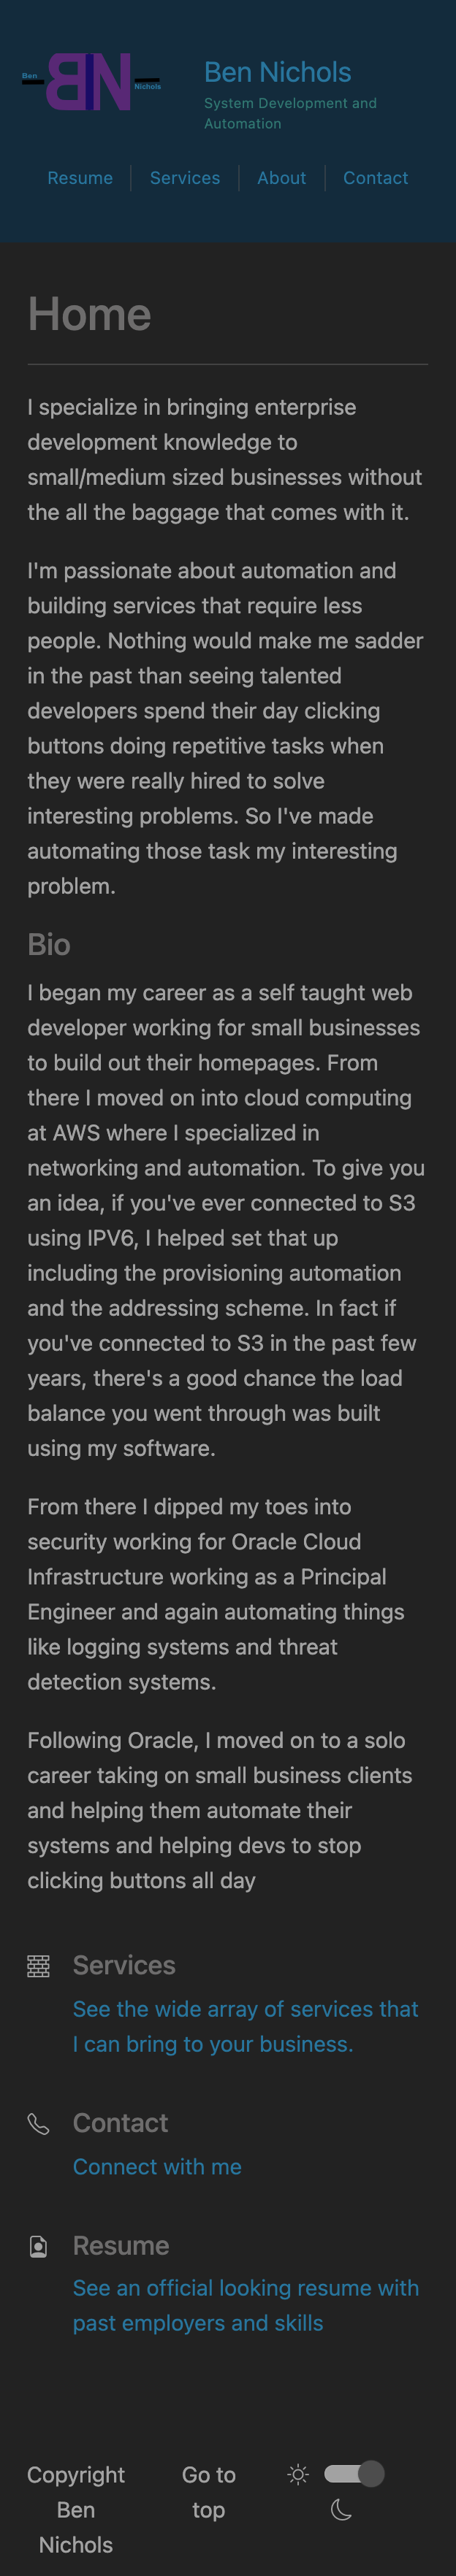 Ben
BN
Nichols
Ben Nichols
System Development and
Automation
Resume
Services
About
Contact
Home
I specialize in bringing enterprise
development knowledge to
small/medium sized businesses without
the all the baggage that comes with it.
I'm passionate about automation and
building services that require less
people. Nothing would make me sadder
in the past than seeing talented
developers spend their day clicking
buttons doing repetitive tasks when
they were really hired to solve
interesting problems. So I've made
automating those task my interesting
problem.
Bio
I began my career as a self taught web
developer working for small businesses
to build out their homepages. From
there I moved on into cloud computing
at AWS where I specialized in
networking and automation. To give you
an idea, if you've ever connected to S3
using IPV6, I helped set that up
including the provisioning automation
and the addressing scheme. In fact if
you've connected to S3 in the past few
years, there's a good chance the load
balance you went through was built
using my software.
From there I dipped my toes into
security working for Oracle Cloud
Infrastructure working as a Principal
Engineer and again automating things
like logging systems and threat
detection systems.
Following Oracle, I moved on to a solo
career taking on small business clients
and helping them automate their
systems and helping devs to stop
clicking buttons all day
Services
See the wide array of services that
I can bring to your business.
Contact
Connect with me
Resume
See an official looking resume with
past employers and skills
Copyright
Ben
Nichols
Go to
top